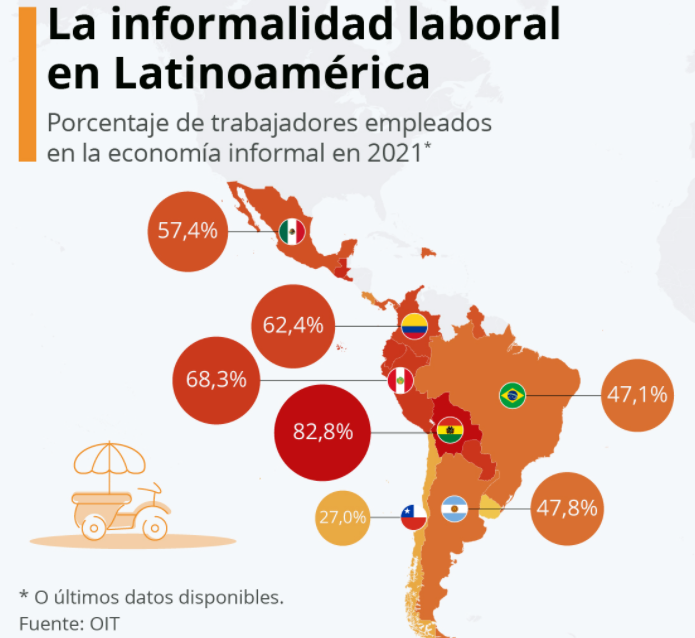 La informalidad laboral
en Latinoamérica
Porcentaje de trabajadores empleados
en la economía informal en 2021*
57,4%
62,4%
68,3%
47,1%
82,8%
27,0%
47,8%
* O últimos datos disponibles.
Fuente: OIT